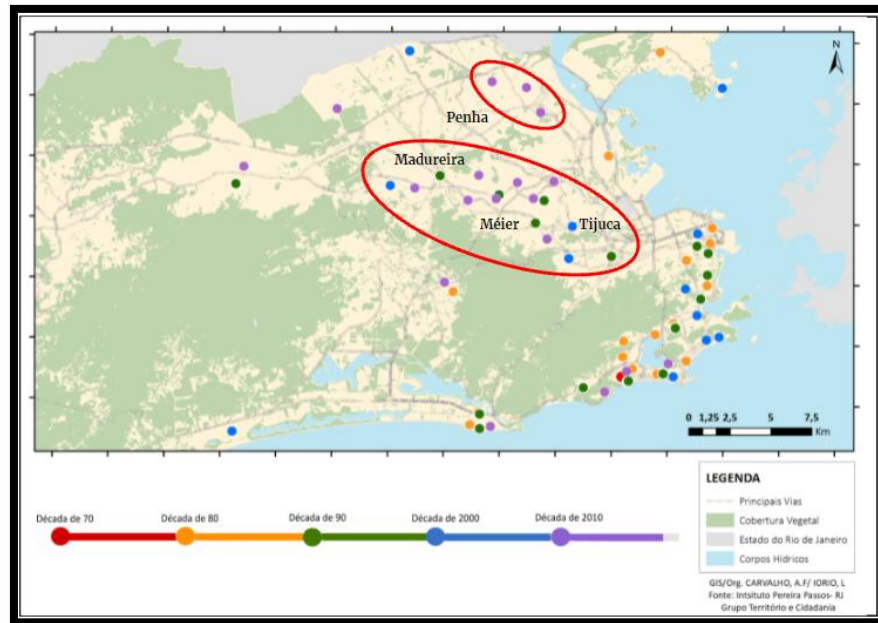 N
Penha
Madureira
Méier
Tijuca
0 1,25 2,5 5 7,5
Km
Década de 70
Década de 80
Década de 90
Década de 2000
Década de 2010
LEGENDA
Principais Vias
Cobertura Vegetal
Estado do Rio de Janeiro
Corpos Hídricos
GIS/Org. CARVALHO, A.F/ IORIO, L
Fonte: Intsituto Pereira Passos- RJ
Grupo Território e Cidadania